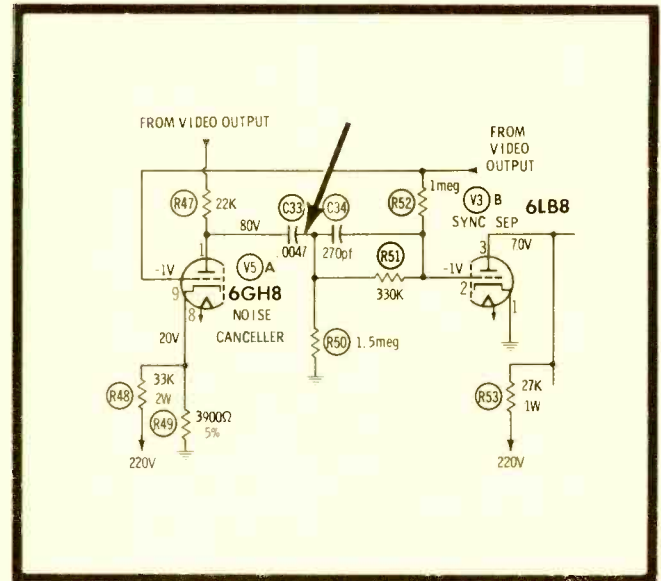 FROM VIDEO OUTPUT
FROM
VIDEO
OUTPUT
R47
22K
80V
C33
.0047
C34
270pf
R52
1meg
V3 B
6LB8
SYNC SEP
70V
3
1
-1V
9
8
V5 A
6GH8
NOISE
CANCELLER
R51
330K
-1V
2
1
20V
R50
1.5meg
R48
33K
2W
R49
3900Ω
5%
220V
R53
27K
1W
220V